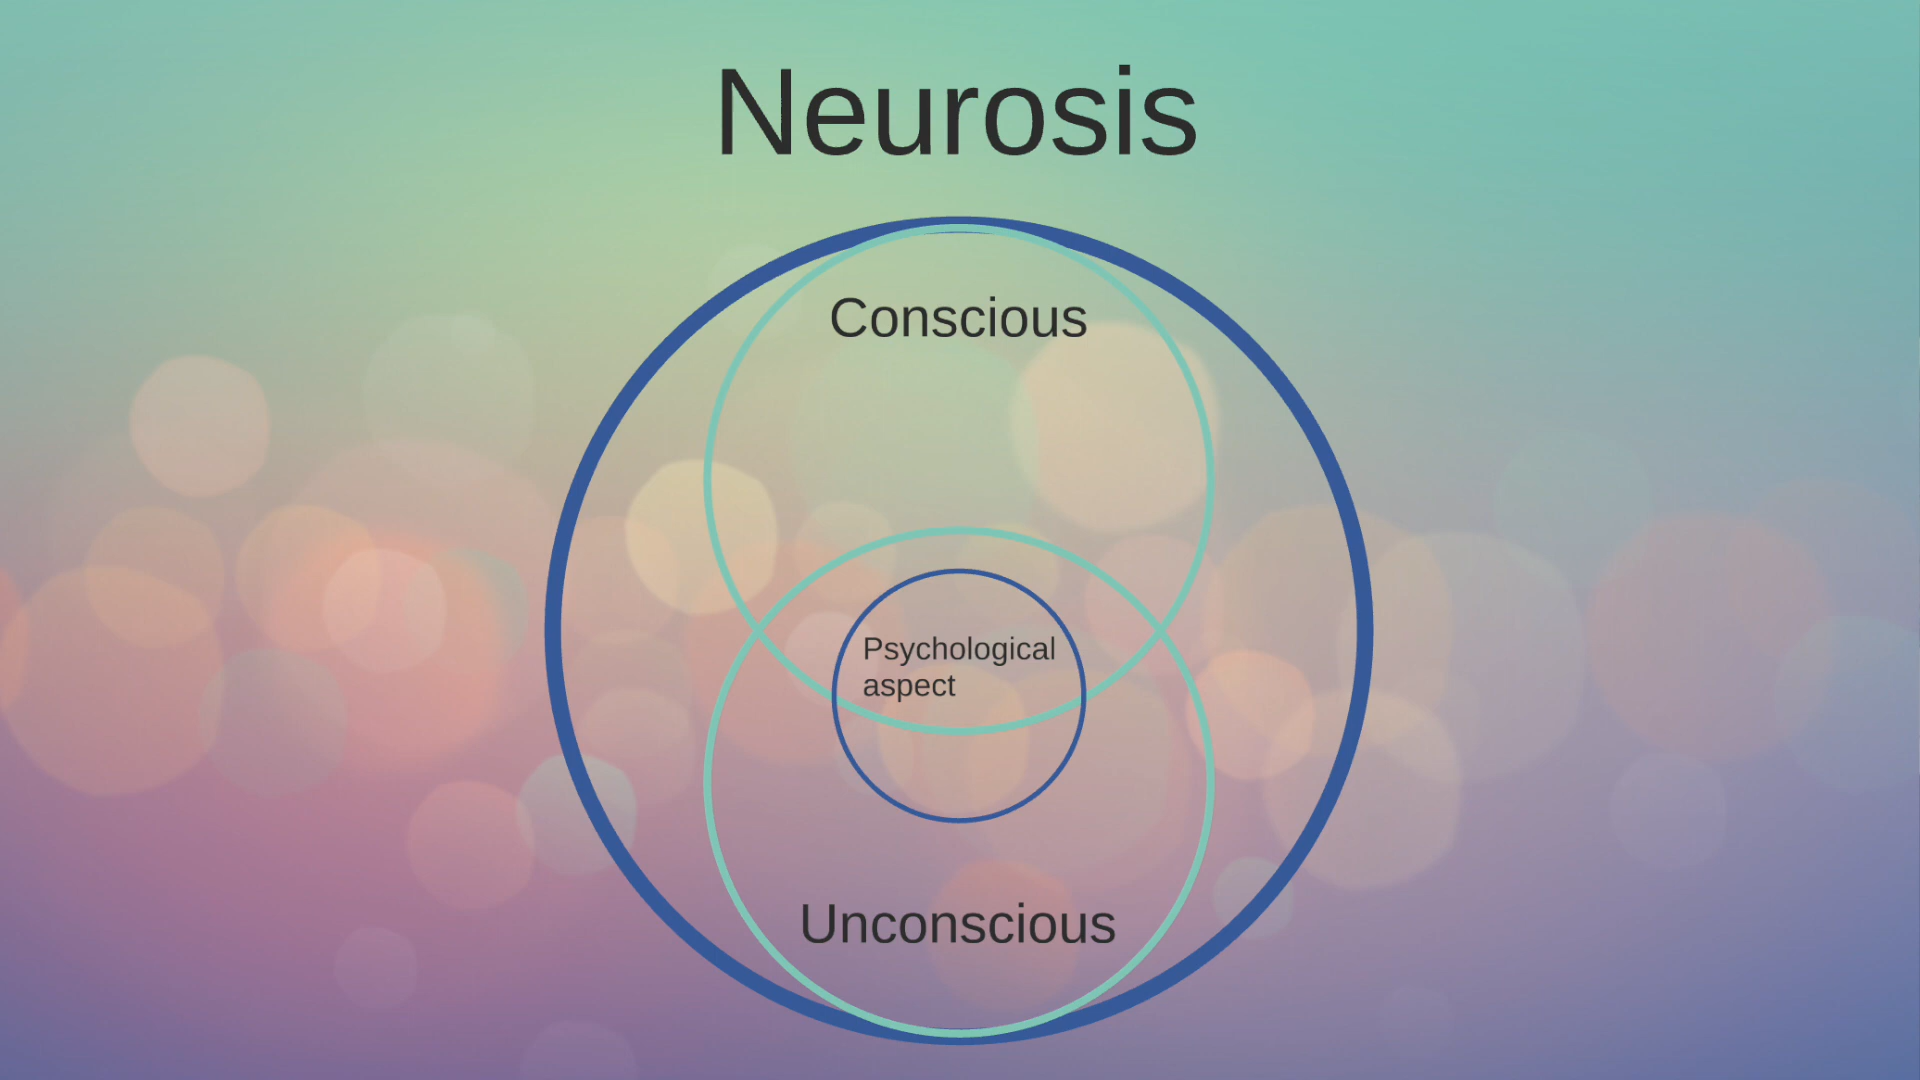 Neurosis
Conscious
Psychological
aspect
Unconscious